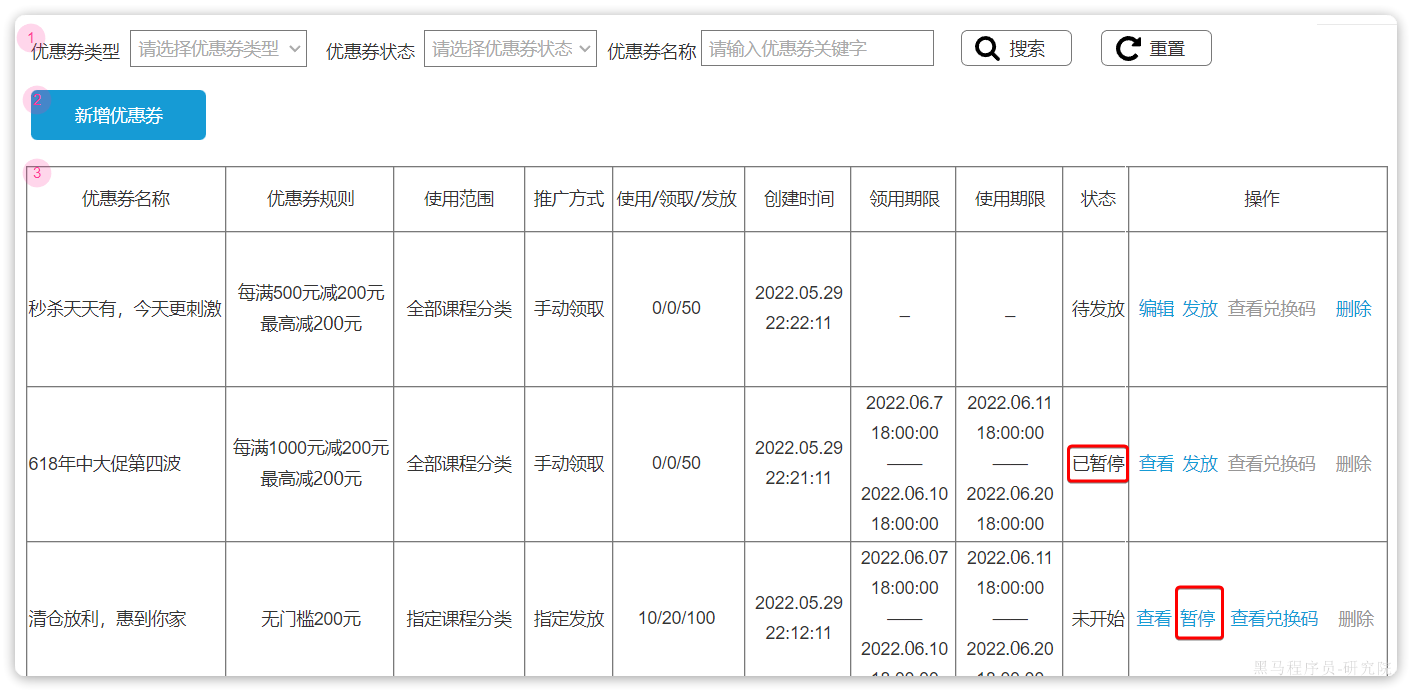 1
优惠券类型 请选择优惠券类型 优惠券状态 请选择优惠券状态 优惠券名称 请输入优惠券关键字 搜索 重置
2
新增优惠券
3
优惠券名称 优惠券规则 使用范围 推广方式 使用/领取/发放 创建时间 领用期限 使用期限 状态 操作
秒杀天天有，今天更刺激
每满500元减200元
最高减200元
全部课程分类
手动领取
0/0/50
2022.05.29
22:22:11
_
_
待发放
编辑 发放 查看兑换码 删除
618年中大促第四波
每满1000元减200元
最高减200元
全部课程分类
手动领取
0/0/50
2022.05.29
22:21:11
2022.06.7
18:00:00
——
2022.06.10
18:00:00
2022.06.11
18:00:00
——
2022.06.20
18:00:00
已暂停
查看 发放 查看兑换码 删除
清仓放利，惠到你家
无门槛200元
指定课程分类
指定发放
10/20/100
2022.05.29
22:12:11
2022.06.07
18:00:00
——
2022.06.10
2022.06.11
18:00:00
——
2022.06.20
未开始
查看 暂停 查看兑换码 删除
黑马程序员-研究院